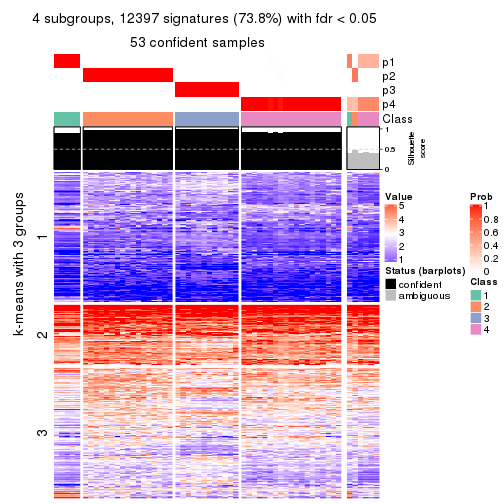 4 subgroups, 12397 signatures (73.8%) with fdr < 0.05
53 confident samples
p1
p2
p3
p4
Class
1
0.5
0
Silhouette
score
k-means with 3 groups
1
2
3
Value
5
4
3
2
1
Status (barplots)
confident
ambiguous
Prob
1
0.8
0.6
0.4
0.2
0
Class
1
2
3
4